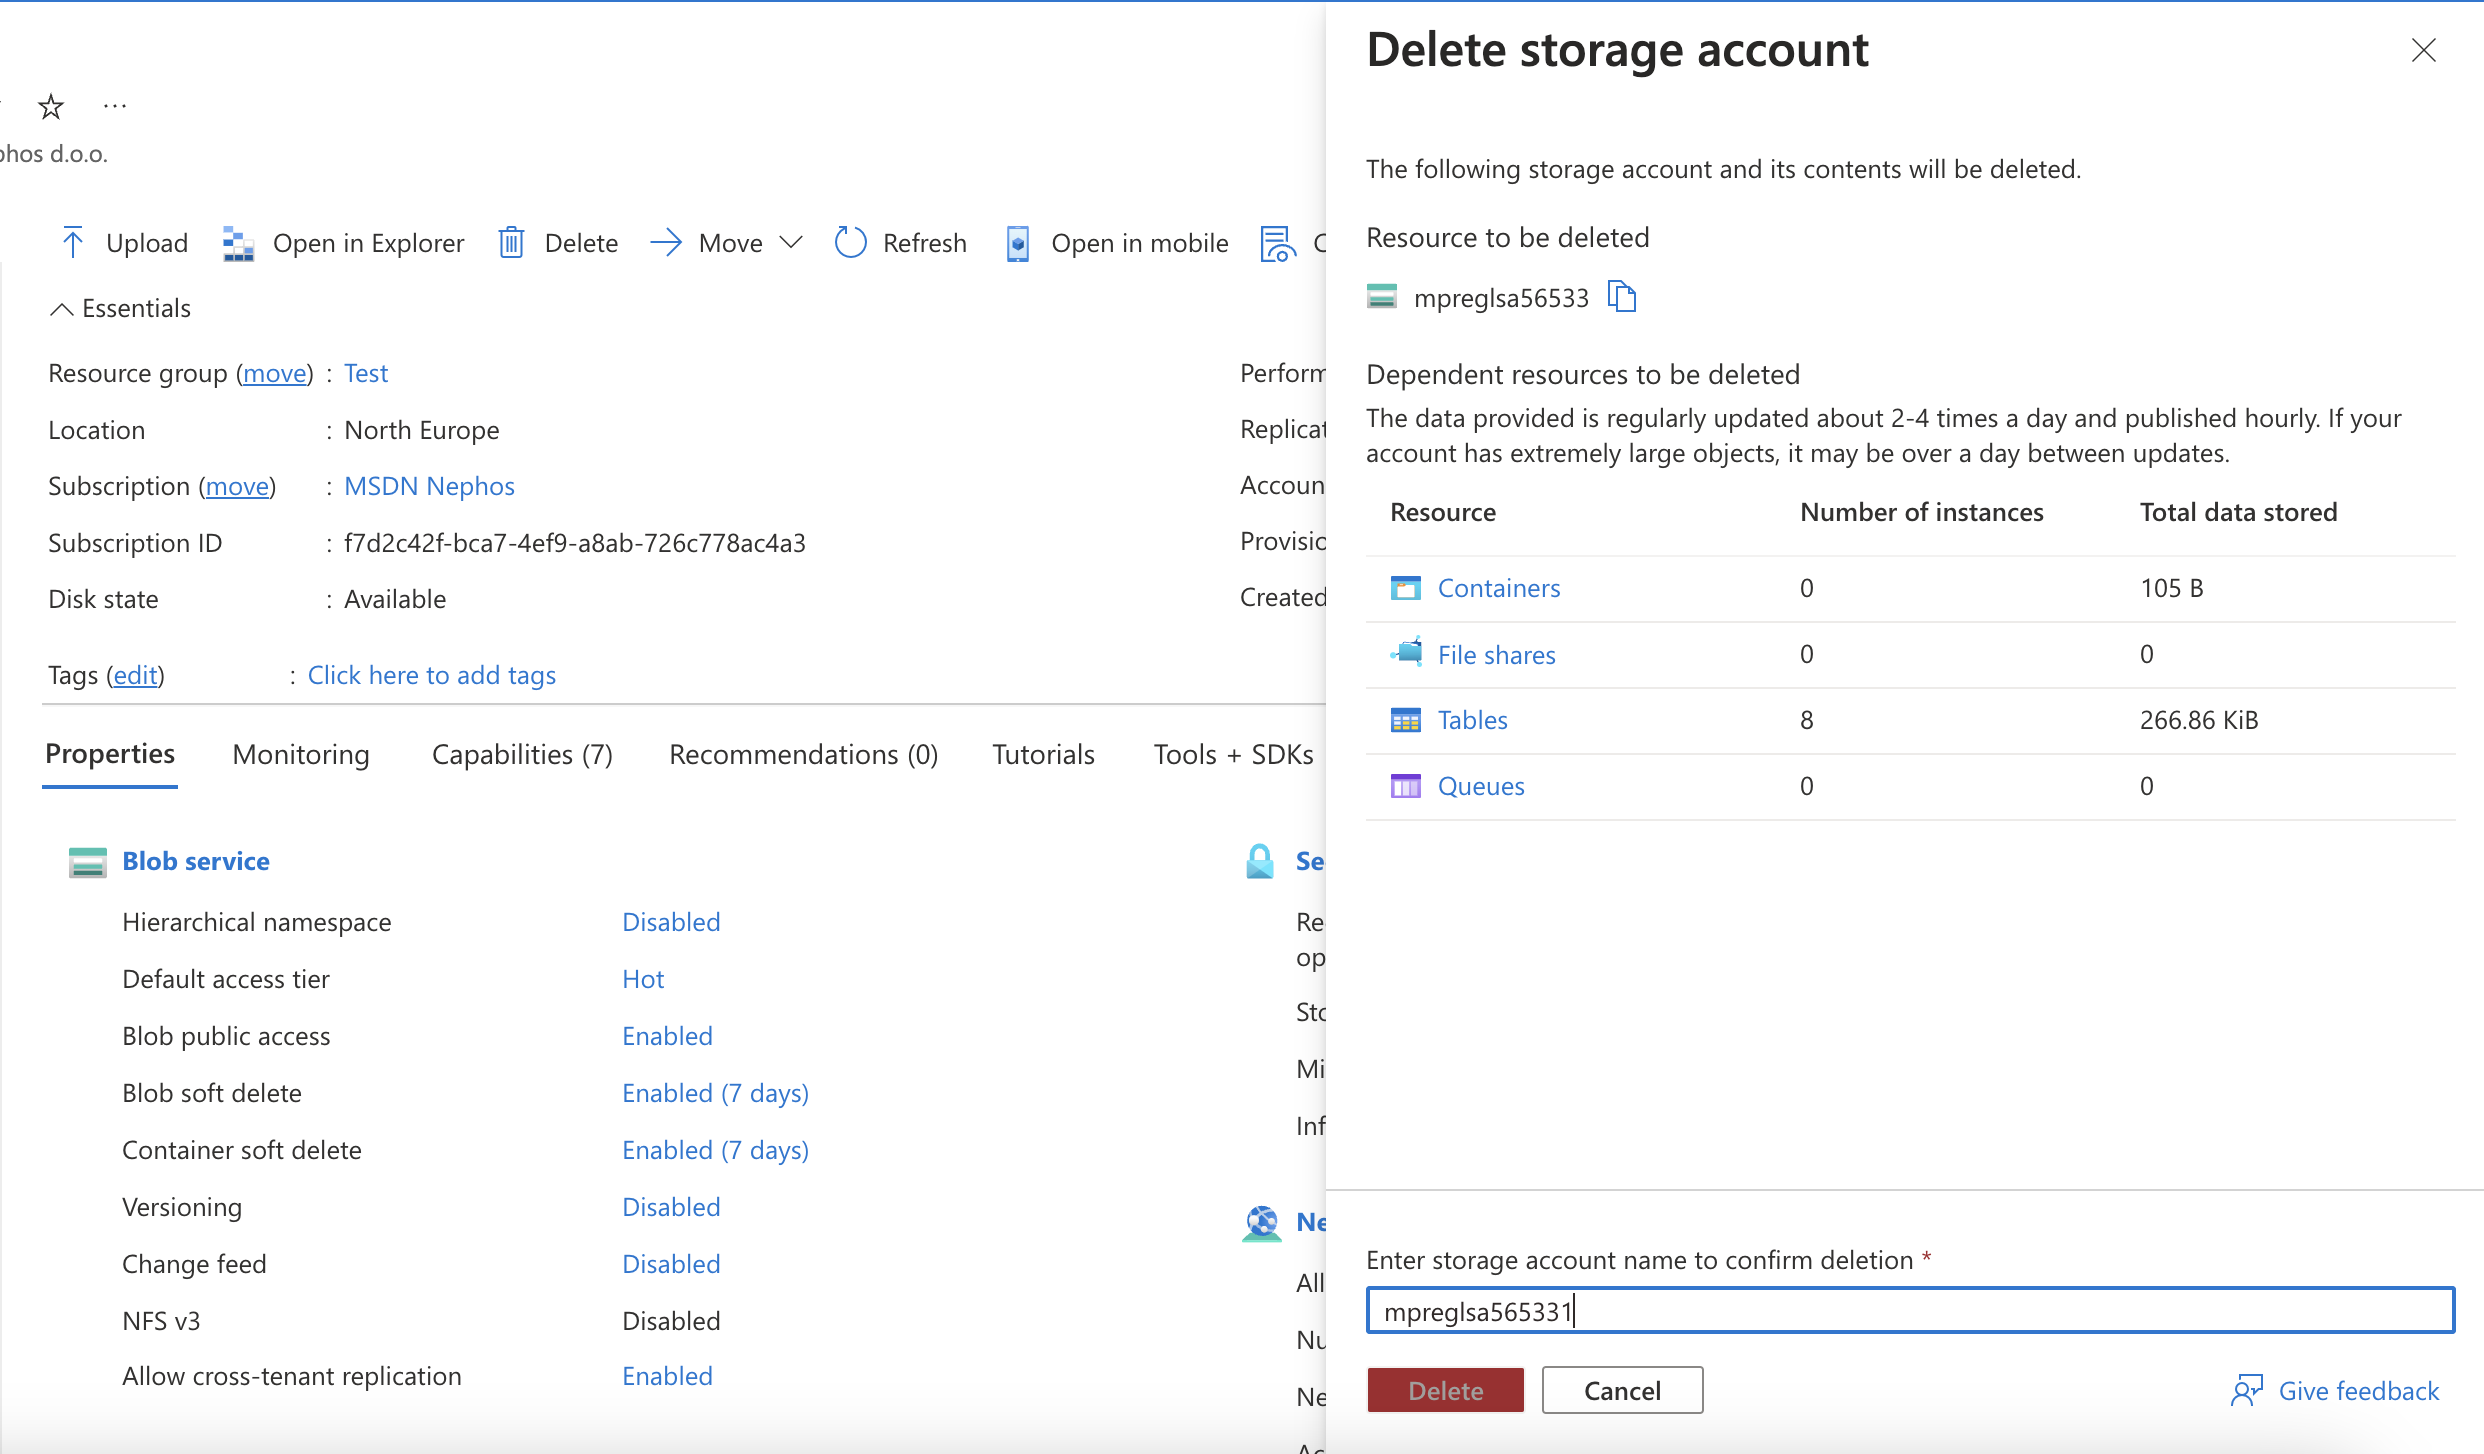 phos d.o.o.
Upload Open in Explorer Delete Move Refresh Open in mobile
Essentials
Resource group (move) : Test
Location : North Europe
Subscription (move) : MSDN Nephos
Subscription ID : f7d2c42f-bca7-4ef9-a8ab-726c778ac4a3
Disk state : Available
Tags (edit) : Click here to add tags
Perform
Replicat
Accoun
Provisio
Created
Properties Monitoring Capabilities (7) Recommendations (0) Tutorials Tools + SDKs
Blob service
Hierarchical namespace Disabled
Default access tier Hot
Blob public access Enabled
Blob soft delete Enabled (7 days)
Container soft delete Enabled (7 days)
Versioning Disabled
Change feed Disabled
NFS v3 Disabled
Allow cross-tenant replication Enabled
Se
Re
op
Sto
Mi
Inf
Ne
All
Nu
Ne
Delete storage account
The following storage account and its contents will be deleted.
Resource to be deleted
mpreglsa56533
Dependent resources to be deleted
The data provided is regularly updated about 2-4 times a day and published hourly. If your
account has extremely large objects, it may be over a day between updates.
Resource Number of instances Total data stored
Containers 0 105 B
File shares 0 0
Tables 8 266.86 KiB
Queues 0 0
Enter storage account name to confirm deletion *
mpreglsa565331
Delete Cancel Give feedback